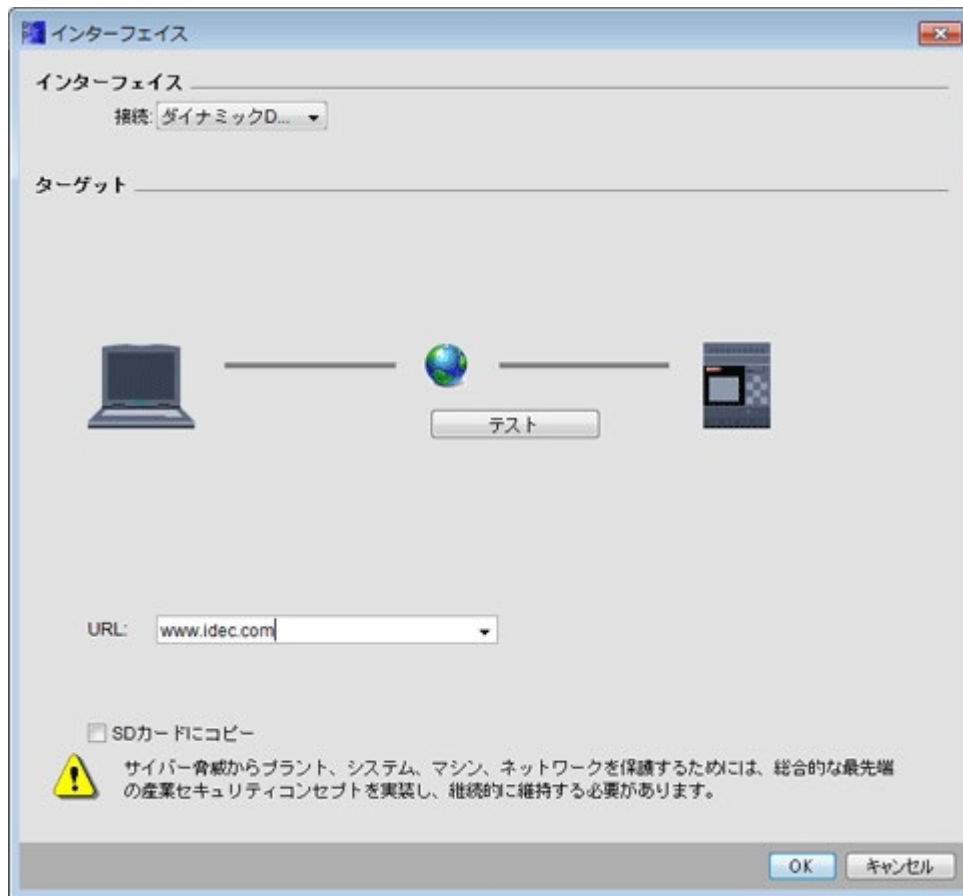 インターフェイス
インターフェイス
接続: ダイナミックD...
ターゲット
テスト
URL: www.idec.com
SDカードにコピー
サイバー脅威からプラント、システム、マシン、ネットワークを保護するためには、総合的な最先端
の産業セキュリティコンセプトを実装し、継続的に維持する必要があります。
OK キャンセル